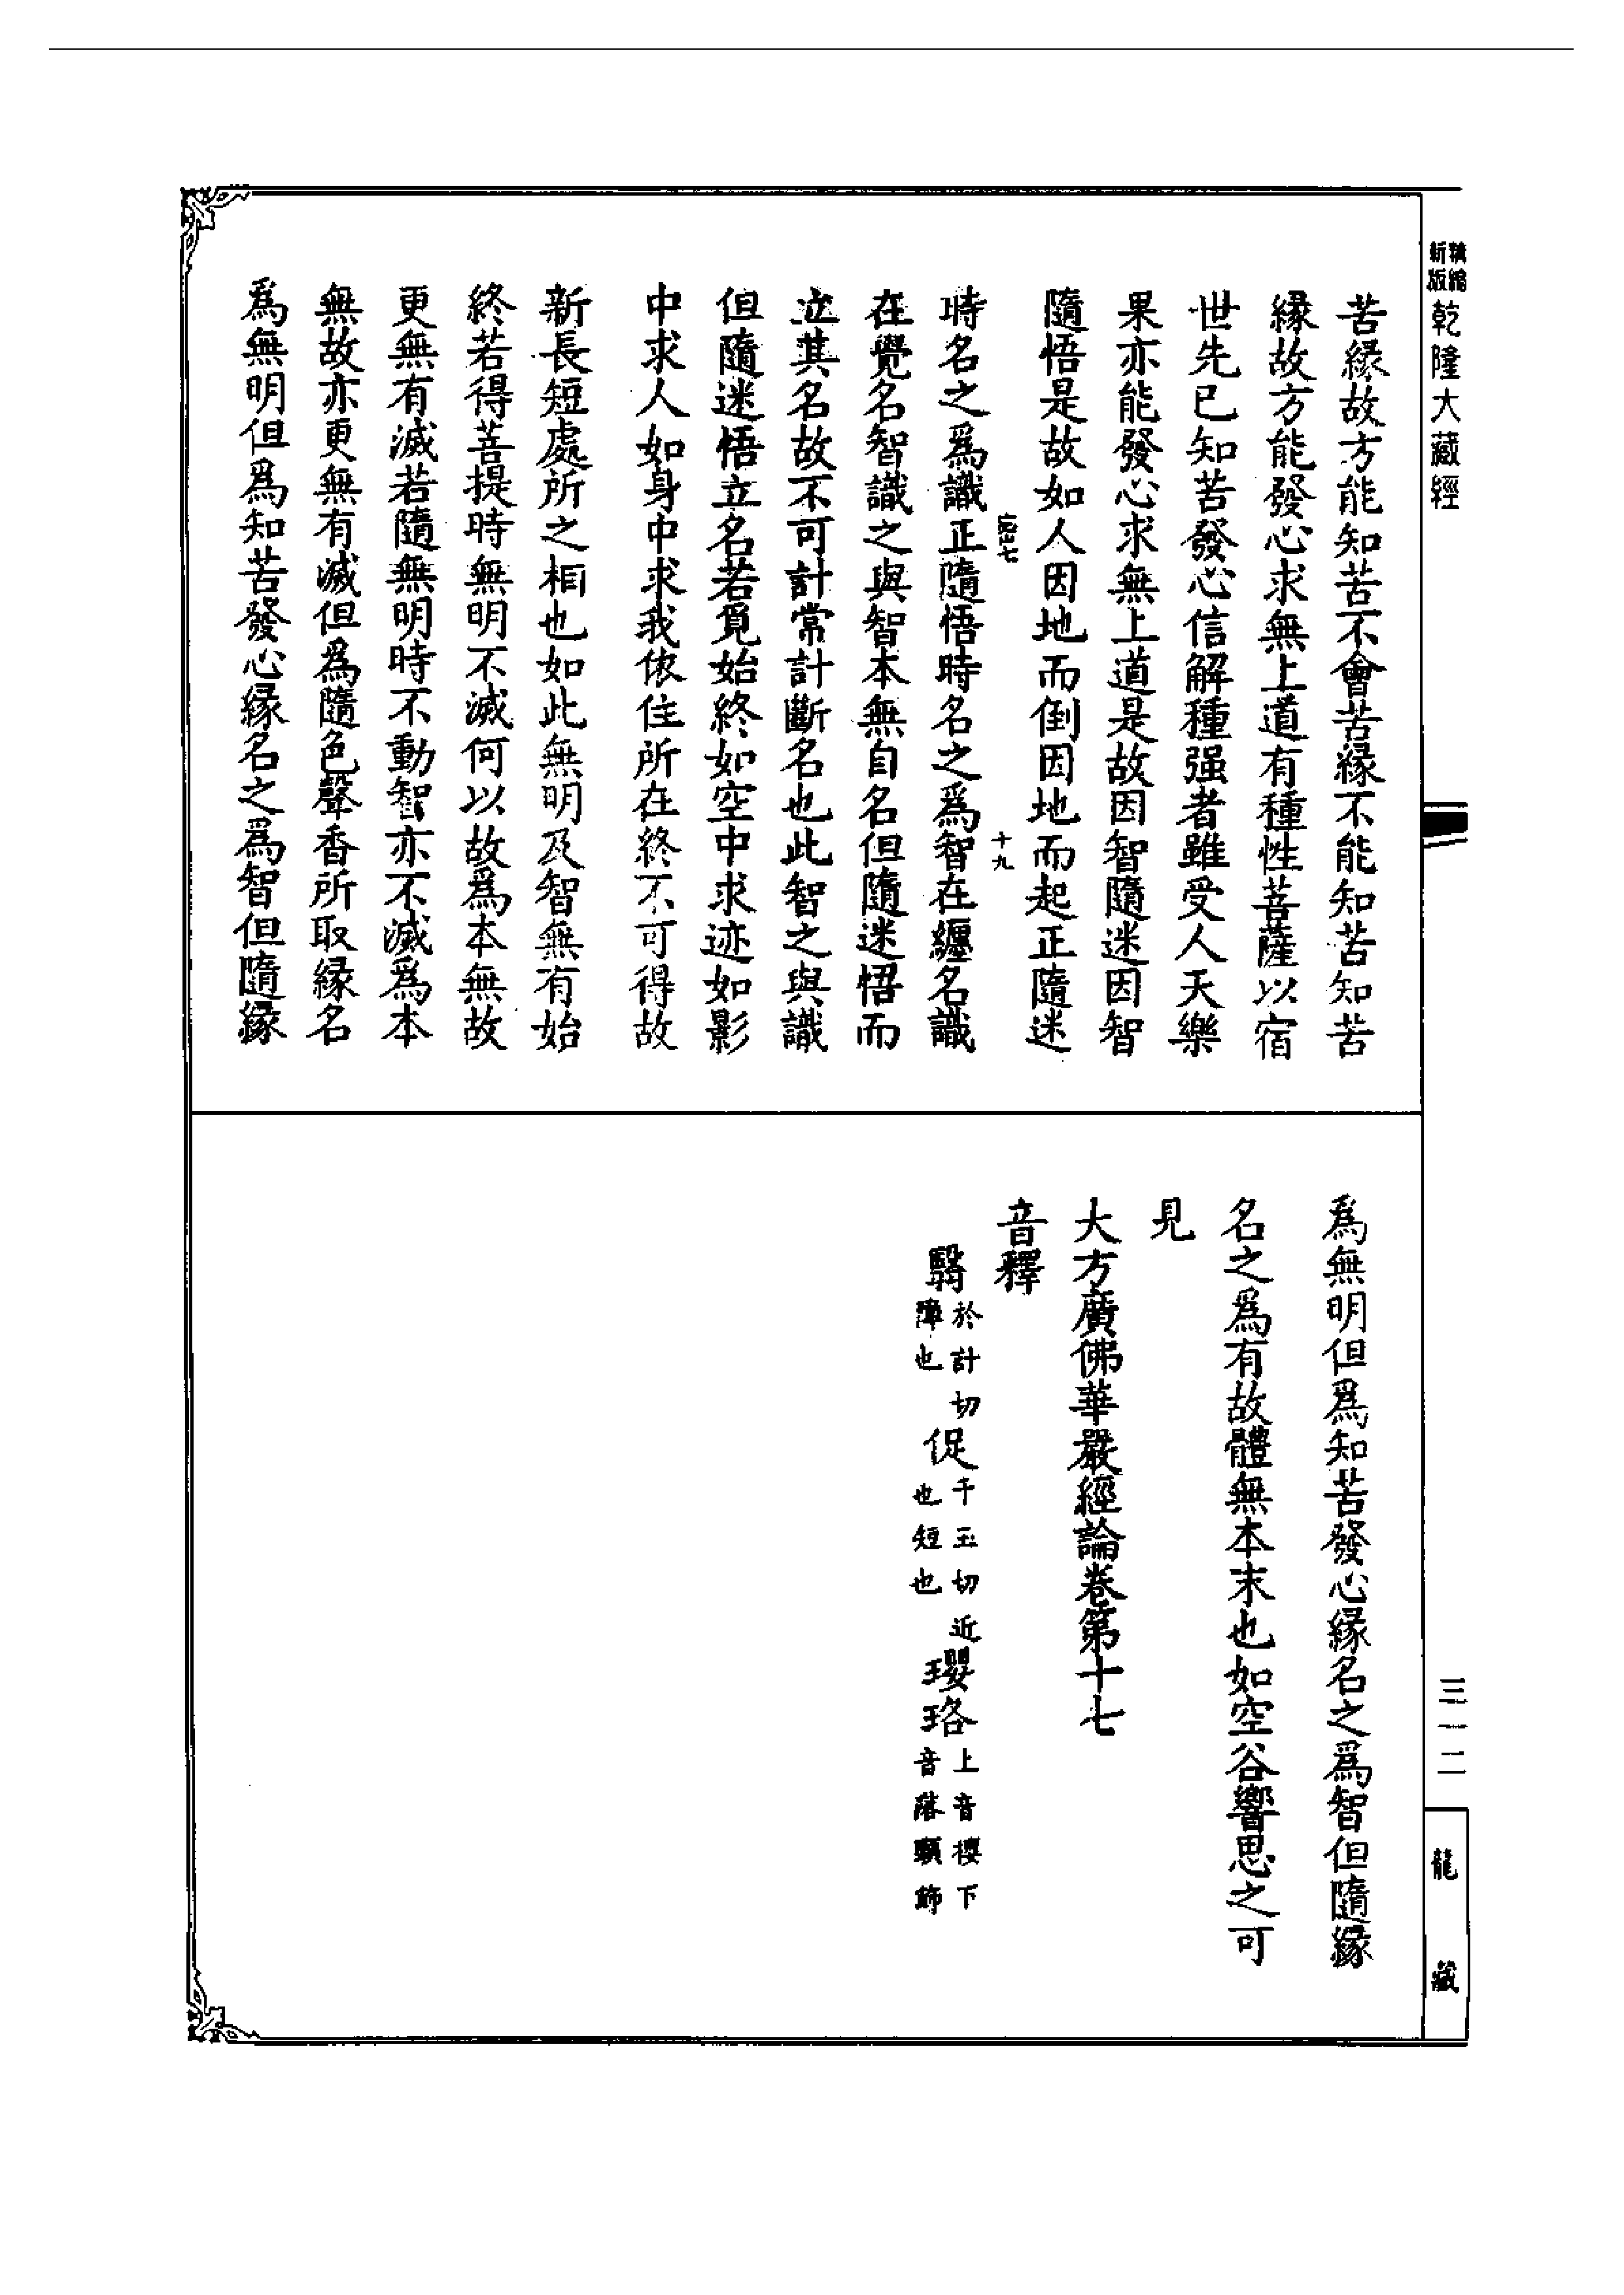 新版
精縮
乾隆大藏經
苦緣故方能知苦不會苦緣不能知苦知苦
緣故方能發心求無上道有種性菩薩以宿
世先已知苦發心信解種强者雖受人天樂
果亦能發心求無上道是故因智隨迷因智
隨悟是故如人因地而倒因地而起正隨迷
十九
時名之爲識正隨悟時名之爲智在纏名識
在覺名智識之與智本無自名但隨迷悟而
立其名故不可計常計斷名也此智之與識
但隨迷悟立名若覓始終如空中求迹如影
中求人如身中求我依住所在終不可得故
新長短處所之相也如此無明及智無有始
終若得菩提時無明不滅何以故爲本無故
更無有滅若隨無明時不動智亦不滅爲本
無故亦更無有滅但爲隨色聲香所取緣名
爲無明但爲知苦發心緣名之爲智但隨緣
爲無明但爲知苦發心緣名之爲智但隨緣
名之爲有故體無本末也如空谷響思之可
見
大方廣佛華嚴經論卷第十七
音釋
翳於計切障也促千玉切近也短也瓔珞上音櫻下音落頸飾
三一二
龍藏